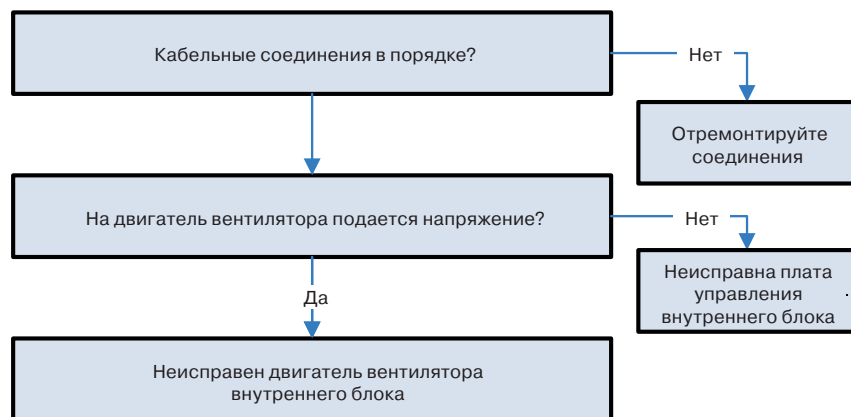 Кабельные соединения в порядке?
Нет
Отремонтируйте
соединения
На двигатель вентилятора подается напряжение?
Нет
Неисправна плата
управления
внутреннего блока
Да
Неисправен двигатель вентилятора
внутреннего блока